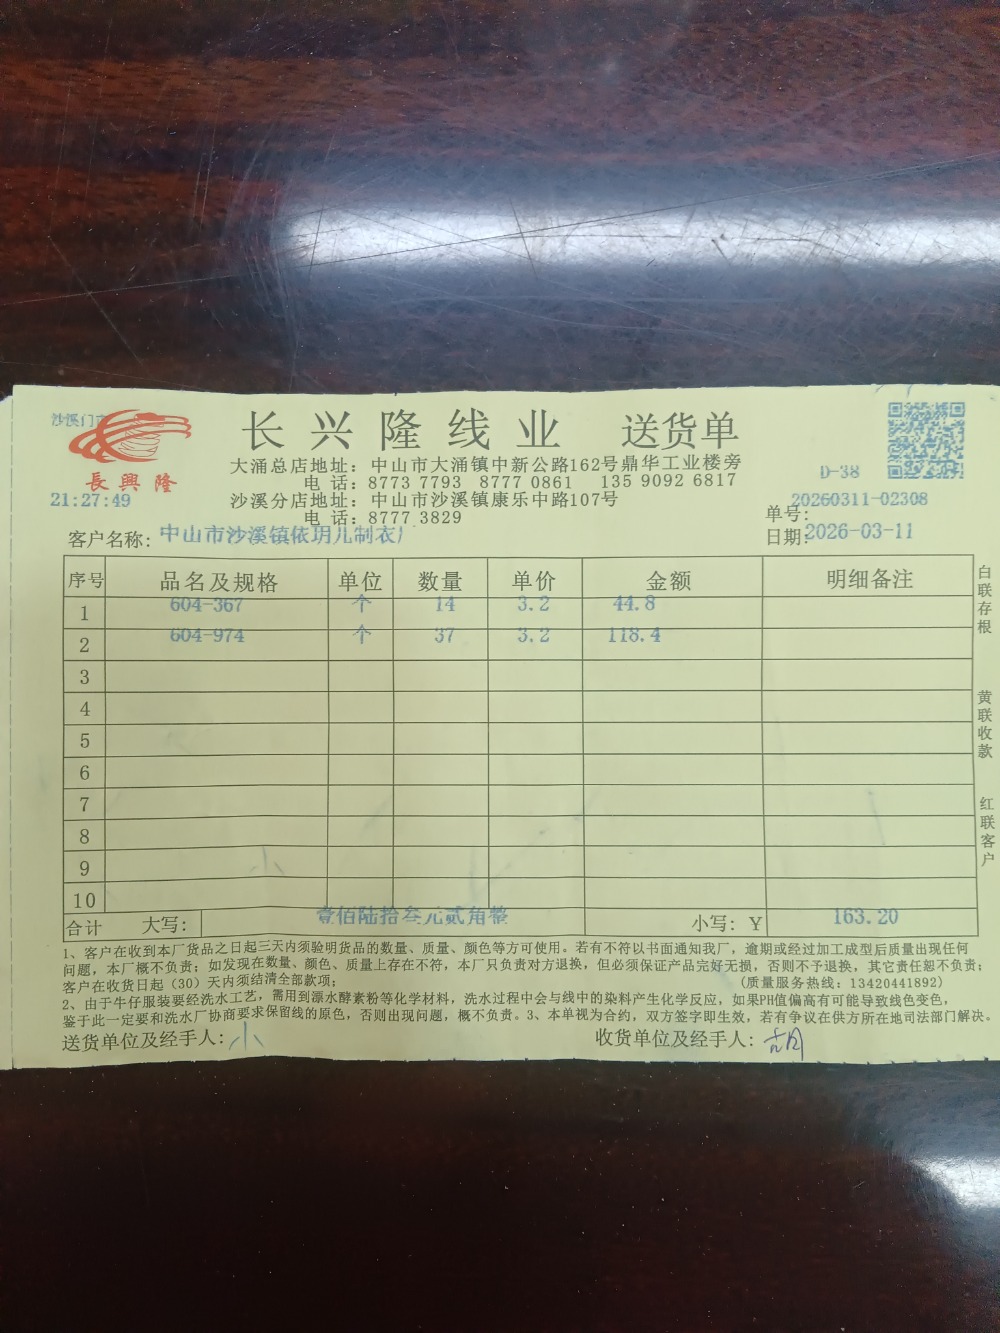 沙溪门市
長興隆
21:27:49
长兴隆线业 送货单
大涌总店地址：中山市大涌镇中新公路162号鼎华工业楼旁
电 话：8773 7793 8777 0861 135 9092 6817
沙溪分店地址：中山市沙溪镇康乐中路107号
电 话：8777 3829
D-38
单号：20260311-02308
日期：2026-03-11
客户名称：中山市沙溪镇依玥儿制衣厂
序号 品名及规格 单位 数量 单价 金额 明细备注
1 604-367 个 14 3.2 44.8
2 604-974 个 37 3.2 118.4
3
4
5
6
7
8
9
10
合计 大写：壹佰陆拾叁元贰角整 小写：Y 163.20
1、客户在收到本厂货品之日起三天内须验明货品的数量、质量、颜色等方可使用。若有不符以书面通知我厂，逾期或经过加工成型后质量出现任何
问题，本厂概不负责；如发现在数量、颜色、质量上存在不符，本厂只负责对方退换，但必须保证产品完好无损，否则不予退换，其它责任恕不负责；
客户在收货日起（30）天内须结清全部款项； （质量服务热线：13420441892）
2、由于牛仔服装要经洗水工艺，需用到漂水酵素粉等化学材料，洗水过程中会与线中的染料产生化学反应，如果PH值偏高有可能导致线色变色，
鉴于此一定要和洗水厂协商要求保留线的原色，否则出现问题，概不负责。3、本单视为合约，双方签字即生效，若有争议在供方所在地司法部门解决。
送货单位及经手人：小 收货单位及经手人：
白联存根
黄联收款
红联客户